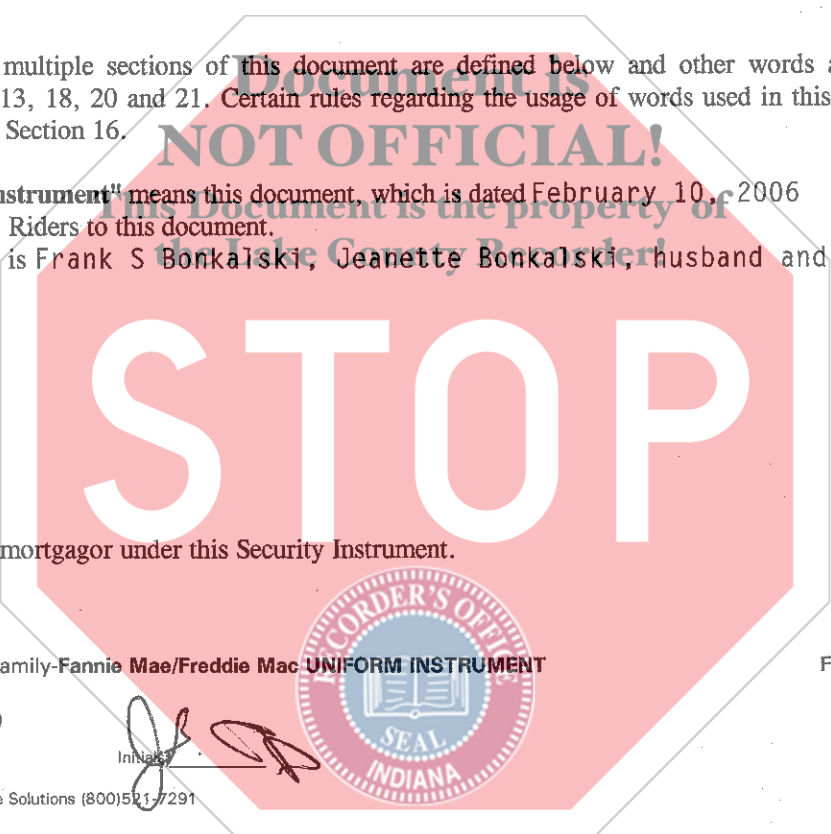 multiple sections of this document are defined below and other words a
Document is
13, 18, 20 and 21. Certain rules regarding the usage of words used in this
Section 16.
NOT OFFICIAL!
nstrument" means this document, which is dated February 10, 2006
This Document is the property of
Riders to this document.
the Lake County Recorder!
is Frank S Bonkalski, Jeanette Bonkalski, husband and
STOP
mortgagor under this Security Instrument.
RECORDER'S OFFICE
amily-Fannie Mae/Freddie Mac UNIFORM INSTRUMENT
F
Initials:
SEAL
INDIANA
e Solutions (800)521-7291